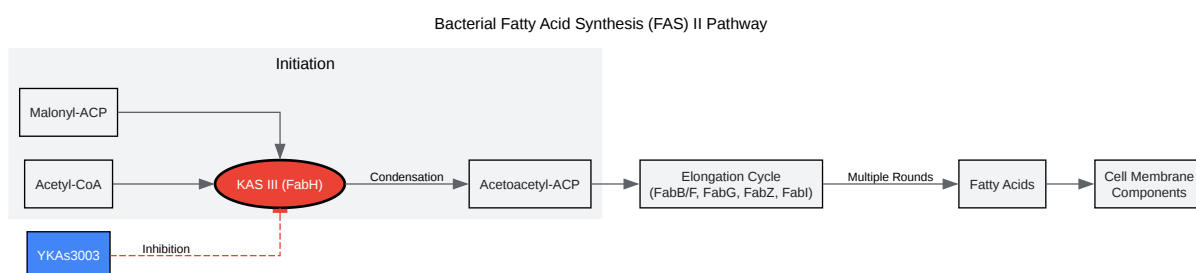 Bacterial Fatty Acid Synthesis (FAS) II Pathway
Initiation
Malonyl-ACP
Acetyl-CoA
KAS III (FabH)
Condensation
Acetoacetyl-ACP
Elongation Cycle
(FabB/F, FabG, FabZ, FabI)
Multiple Rounds
Fatty Acids
Cell Membrane
Components
YKAs3003
Inhibition